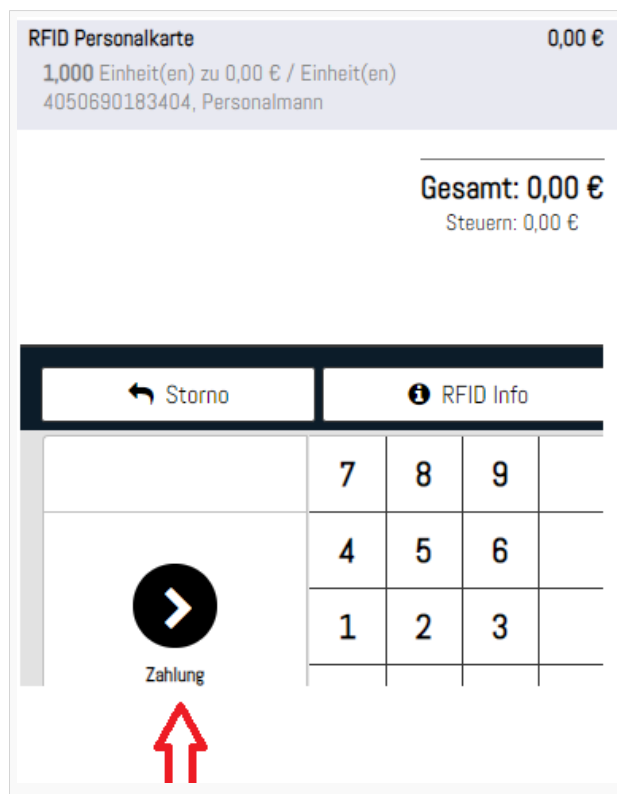 RFID Personalkarte 0,00 €
1,000 Einheit(en) zu 0,00 € / Einheit(en)
4050690183404, Personalmann
Gesamt: 0,00 €
Steuern: 0,00 €
Storno RFID Info
7 8 9
4 5 6
1 2 3
Zahlung